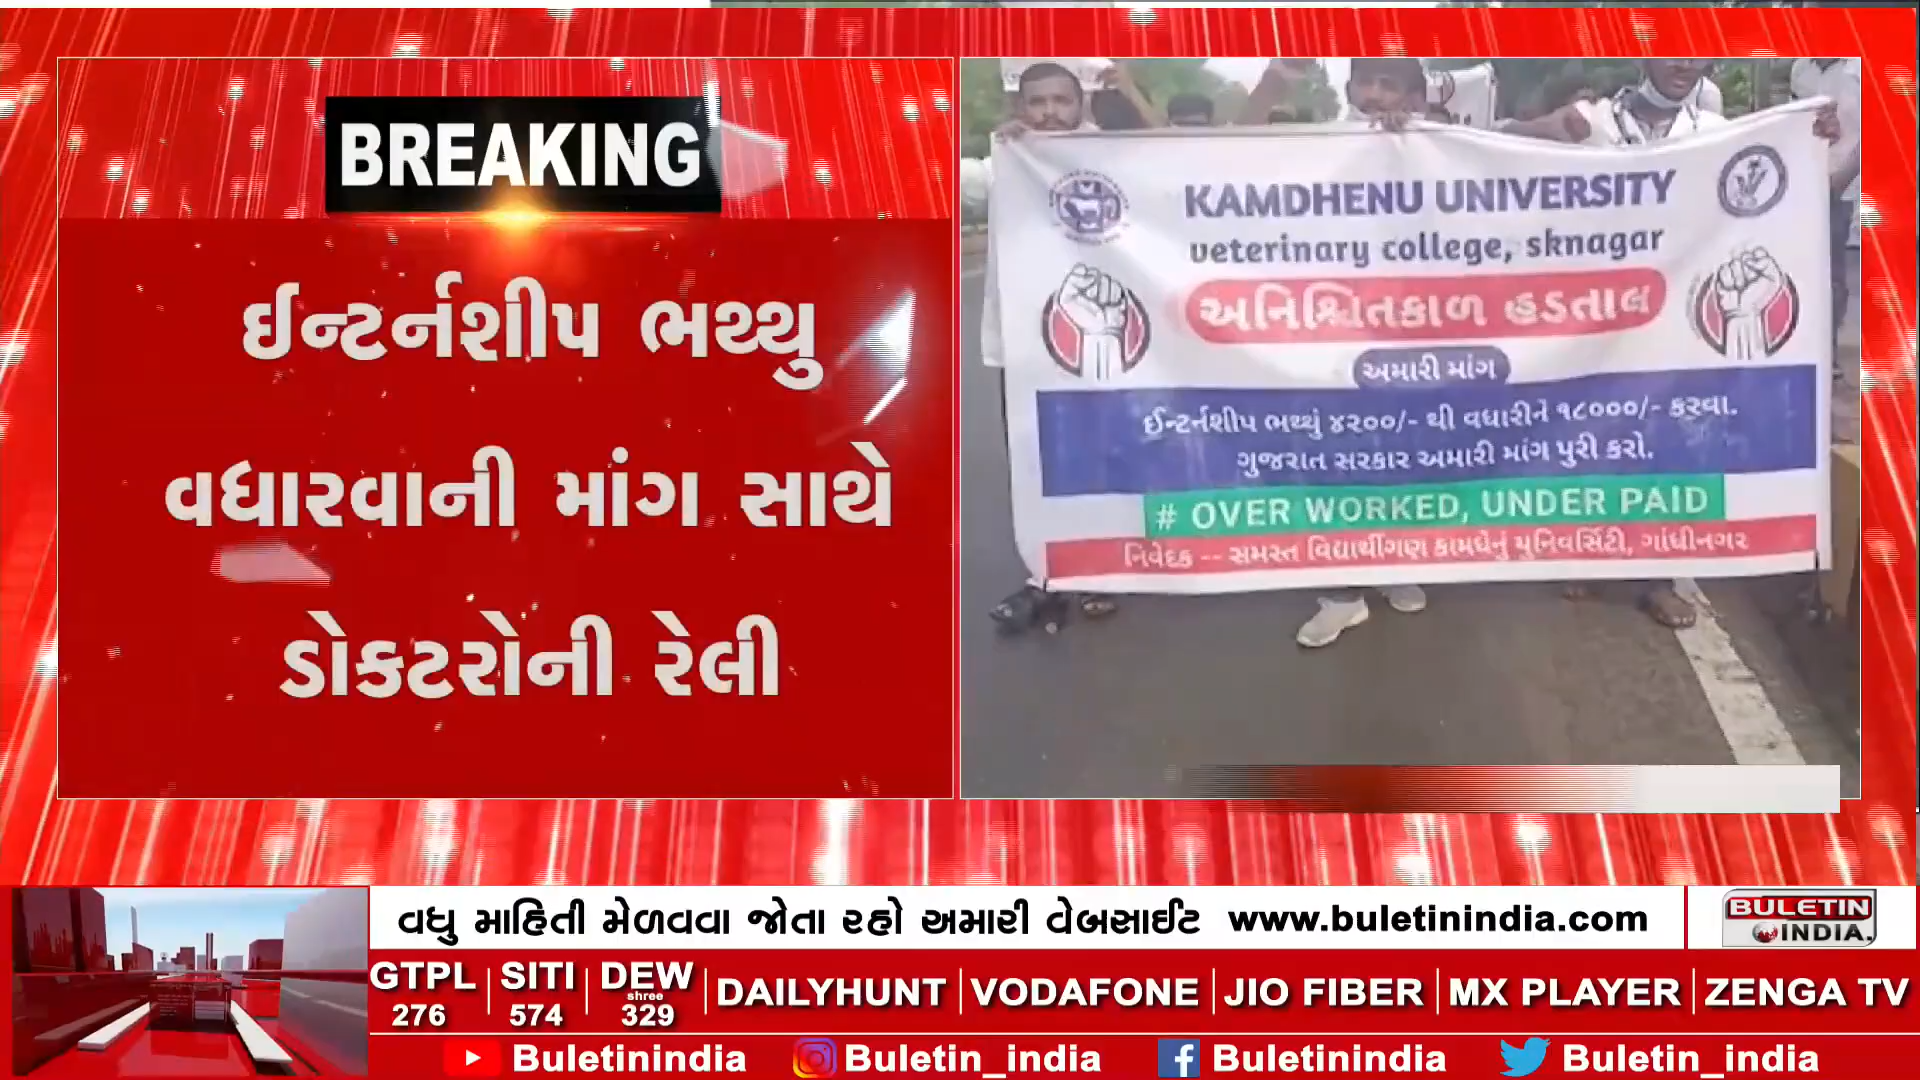 BREAKING
ઈન્ટર્નશીપ ભથ્થુ
વધારવાની માંગ સાથે
ડોકટરોની રેલી
KAMDHENU UNIVERSITY
veterinary college, sknagar
અનિશ્ચિતકાળ હડતાલ
અમારી માંગ
ઈન્ટર્નશીપ ભથ્થું ૪૨૦૦/- થી વધારીને ૧૮૦૦૦/- કરવા.
ગુજરાત સરકાર અમારી માંગ પુરી કરો.
# OVER WORKED, UNDER PAID
નિવેદક -- સમસ્ત વિદ્યાર્થીગણ કામધેનું યુનિવર્સિટી, ગાંધીનગર
વધુ માહિતી મેળવવા જોતા રહો અમારી વેબસાઈટ www.buletinindia.com
BULETIN
INDIA.
GTPL 276 | SITI 574 | DEW shree 329 | DAILYHUNT | VODAFONE | JIO FIBER | MX PLAYER | ZENGA TV
Buletinindia Buletin_india Buletinindia Buletin_india